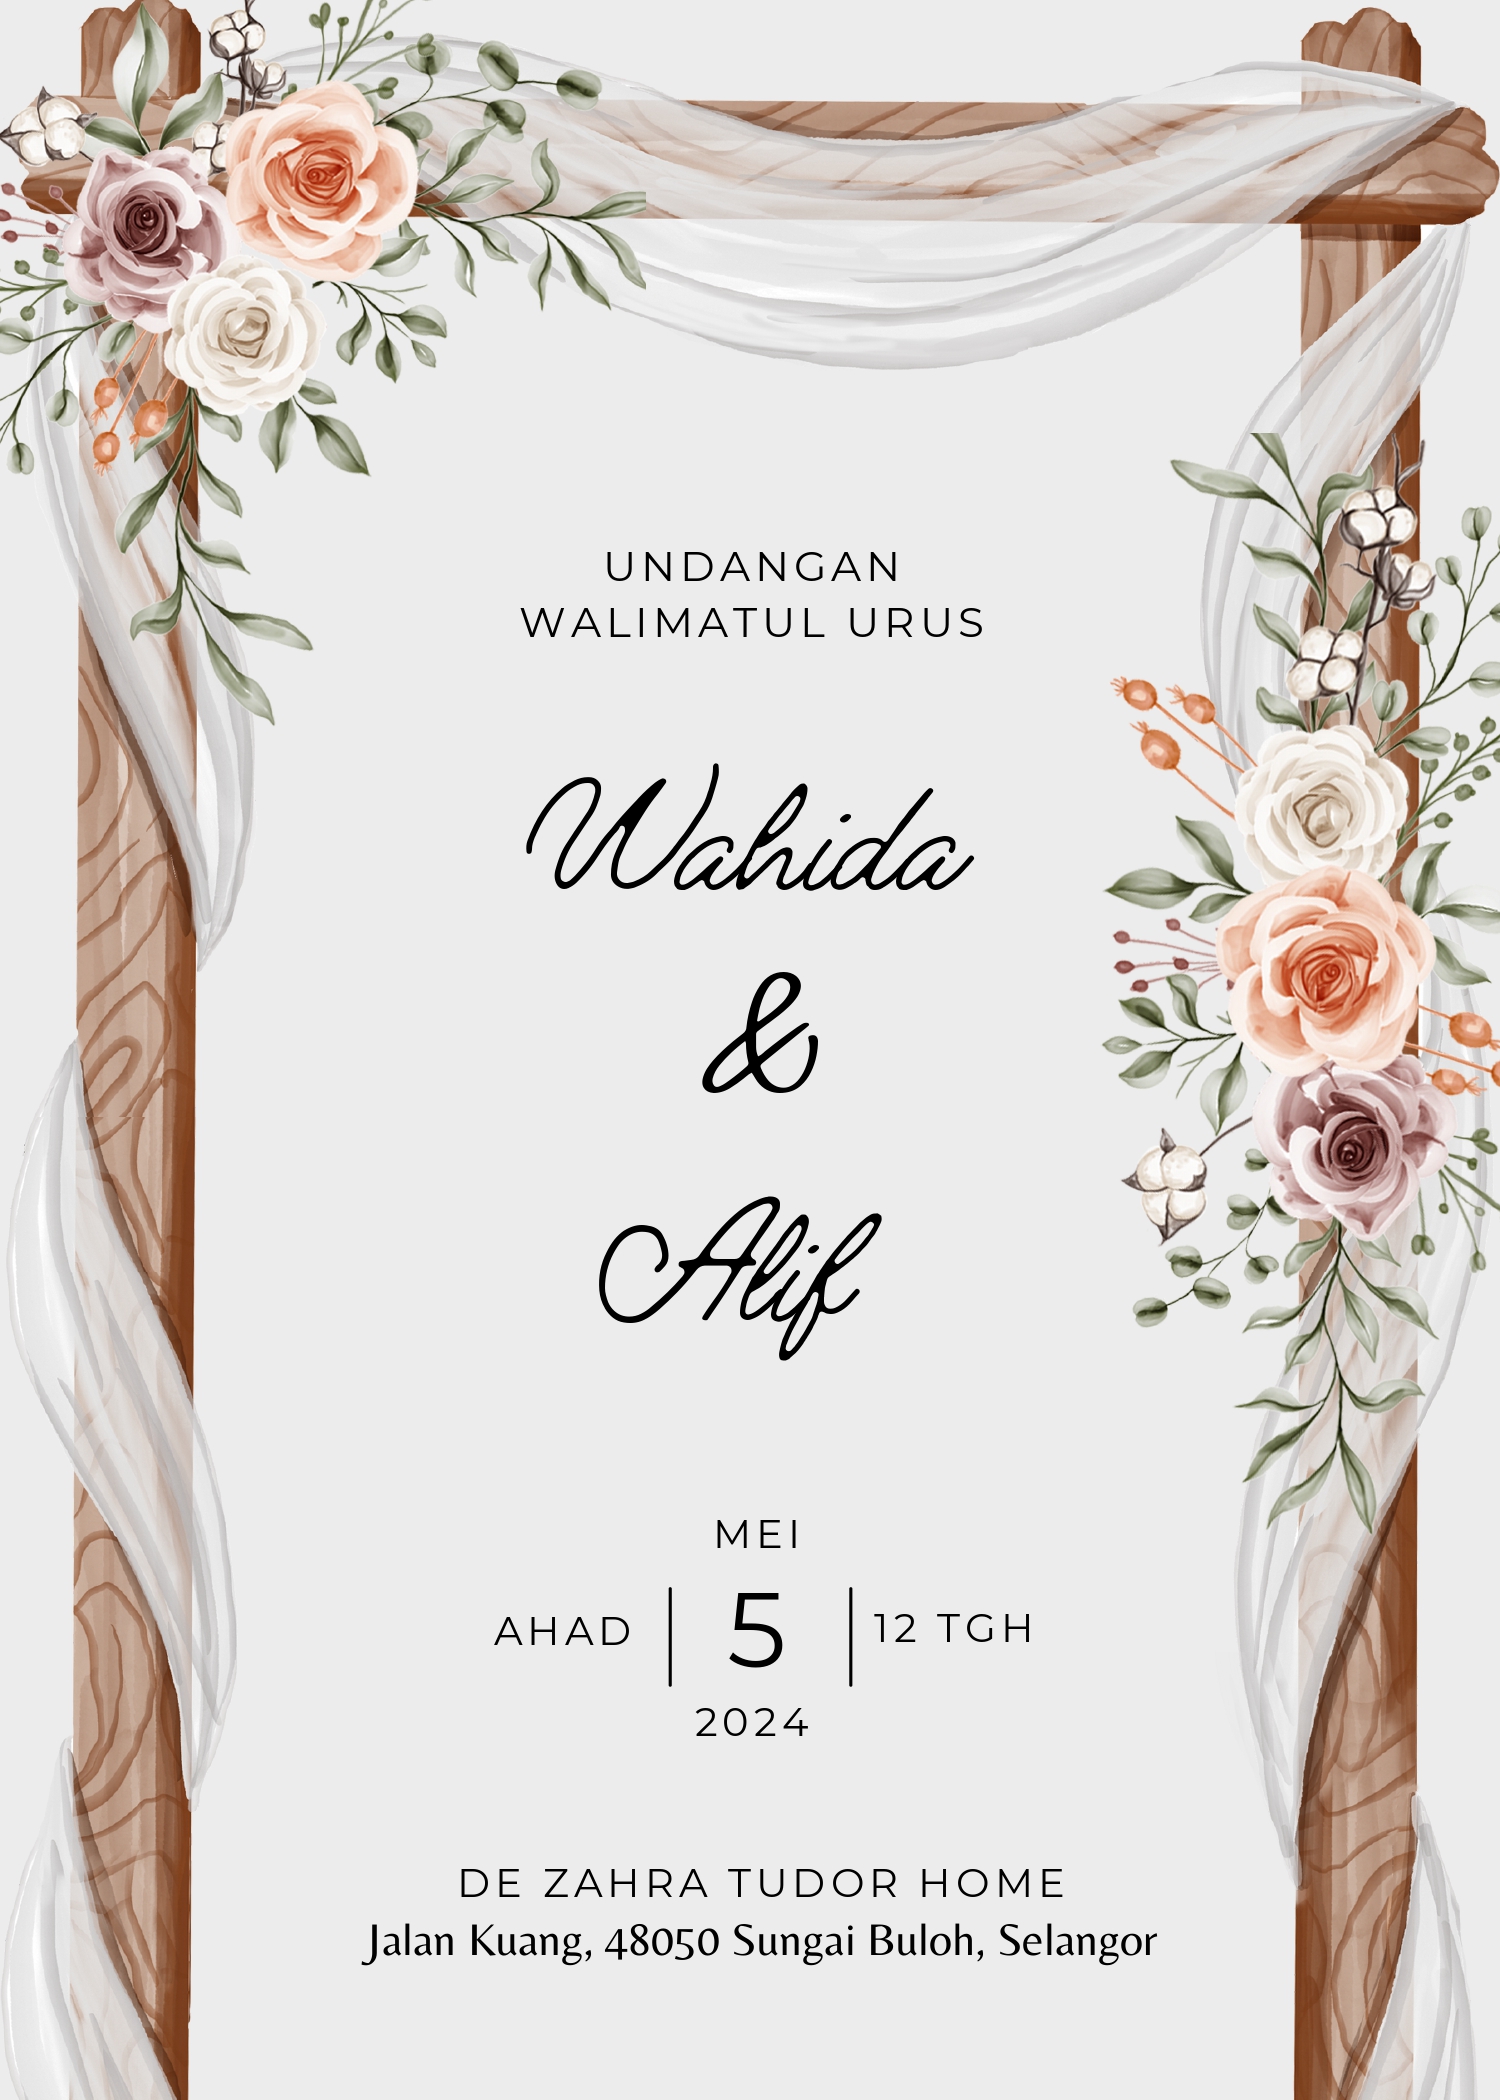 UNDANGAN
WALIMATUL URUS
Wahida
&
Alif
MEI
AHAD | 5 | 12 TGH
2024
DE ZAHRA TUDOR HOME
Jalan Kuang, 48050 Sungai Buloh, Selangor